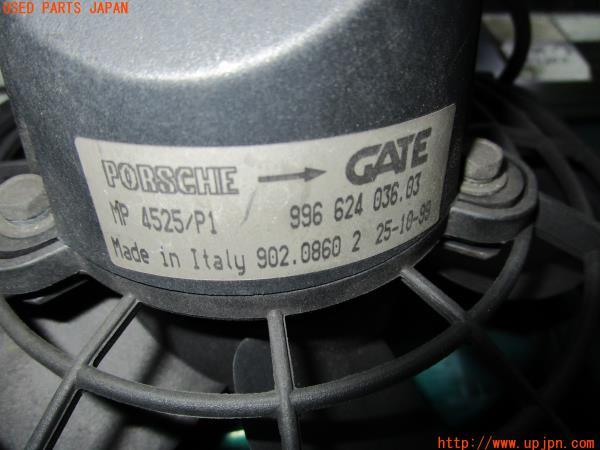 USED PARTS JAPAN
PORSCHE → GATE
MP 4525/P1 996 624 036.03
Made in Italy 902.0860 2 25-10-99
http://www.upjpn.com